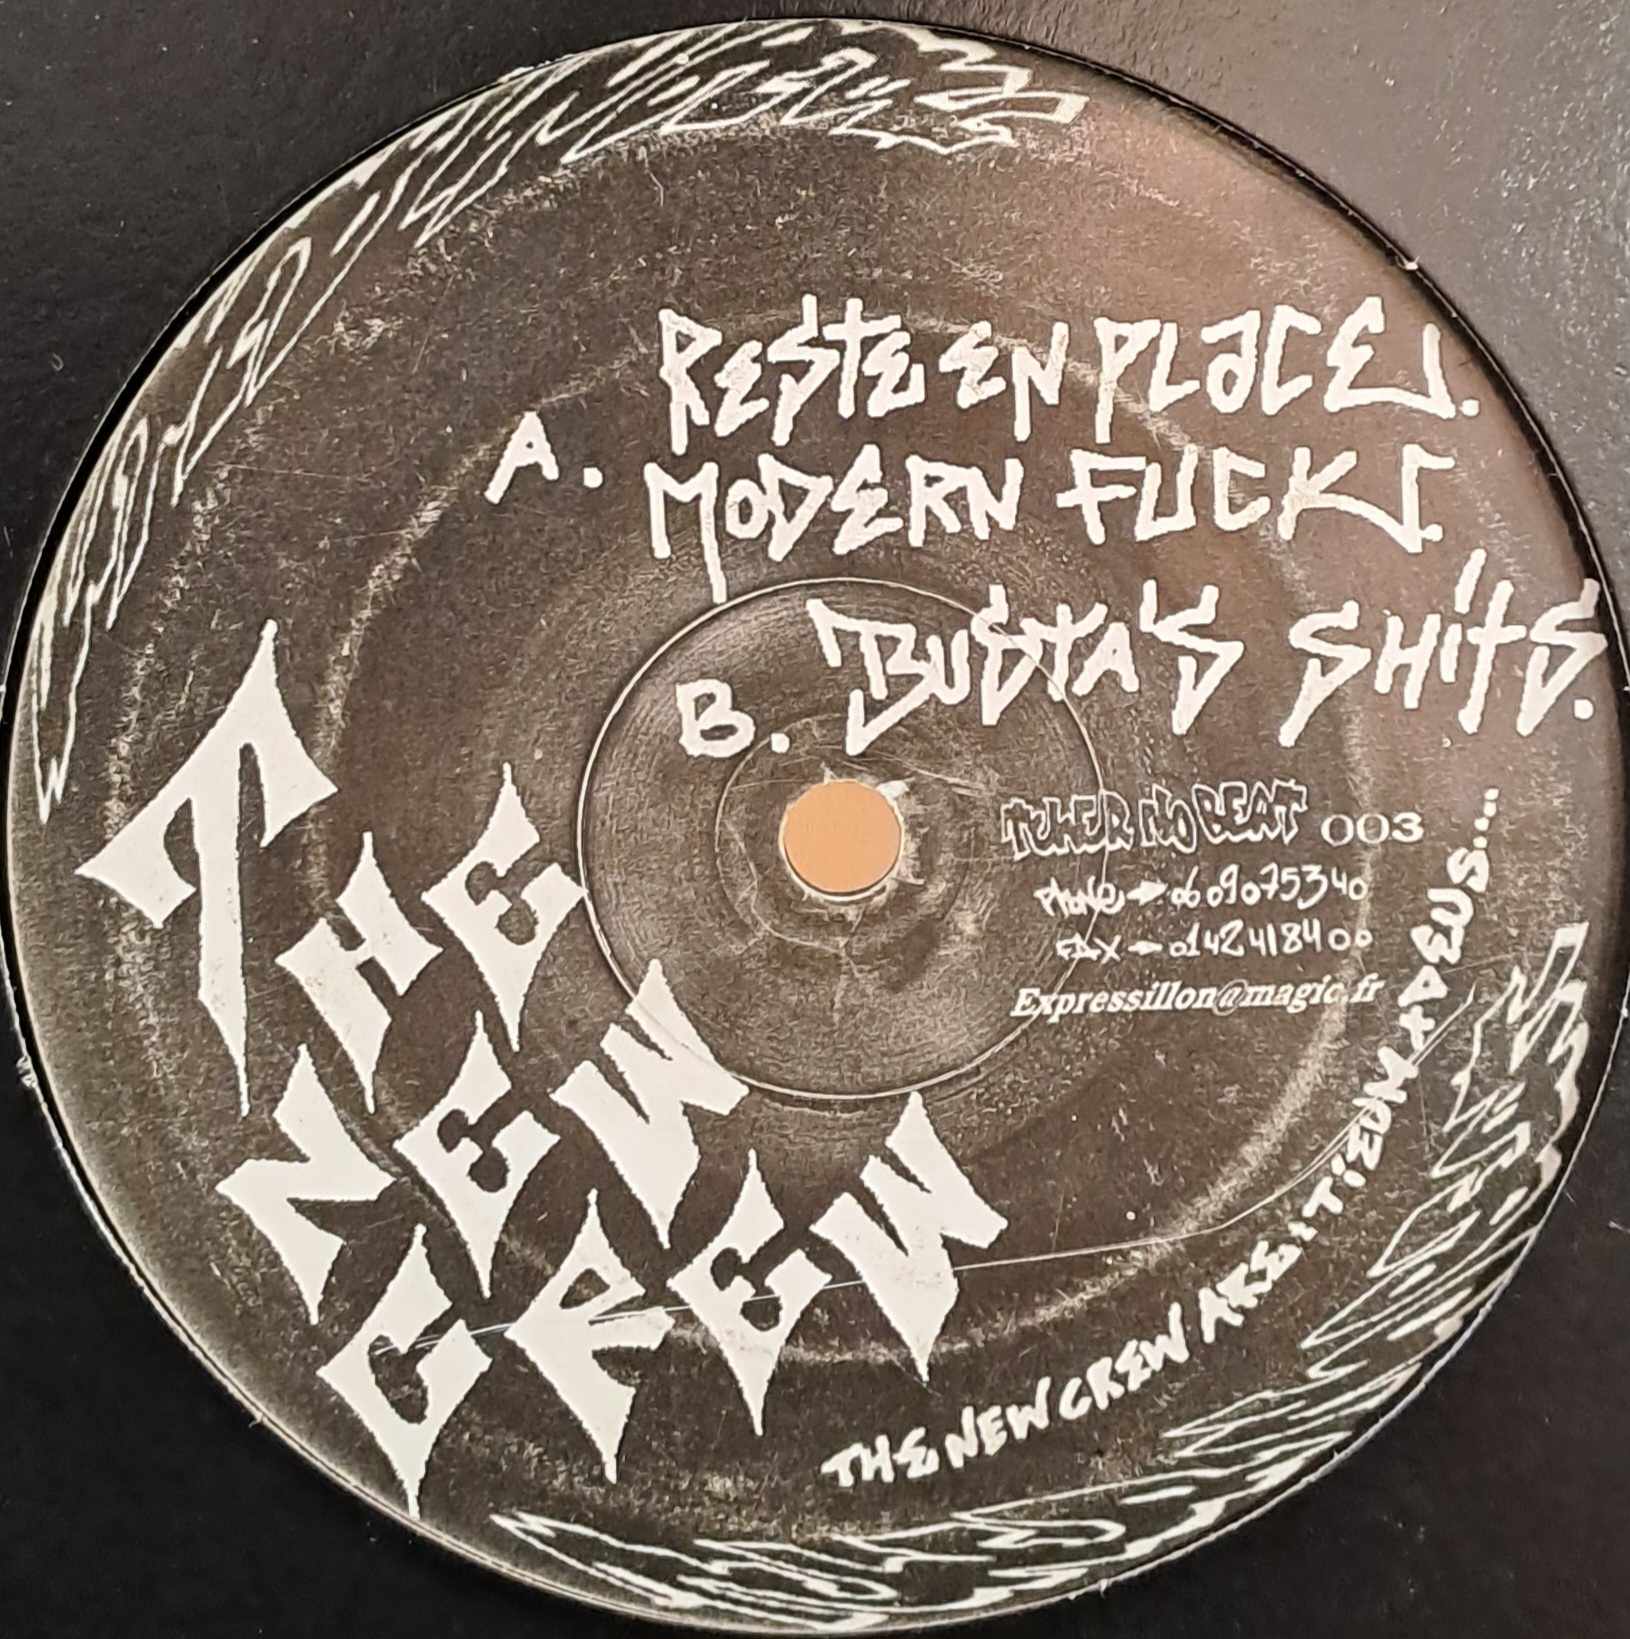 A. RESTE EN PLACE.
MODERN FUCK.
B. BUSTA'S SHITS.
TEKER NO BEAT 003
PHONE → 0609075340
FAX → 0142418400
Expressillon@magic.fr
THE
NEW
CREW
THE NEW CREW ARE: